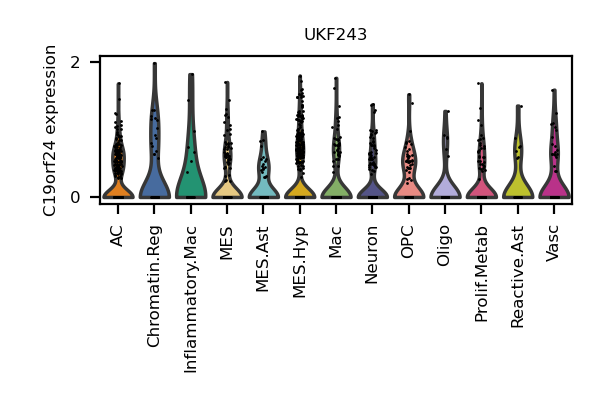 UKF243
C19orf24 expression
2
0
AC
Chromatin.Reg
Inflammatory.Mac
MES
MES.Ast
MES.Hyp
Mac
Neuron
OPC
Oligo
Prolif.Metab
Reactive.Ast
Vasc